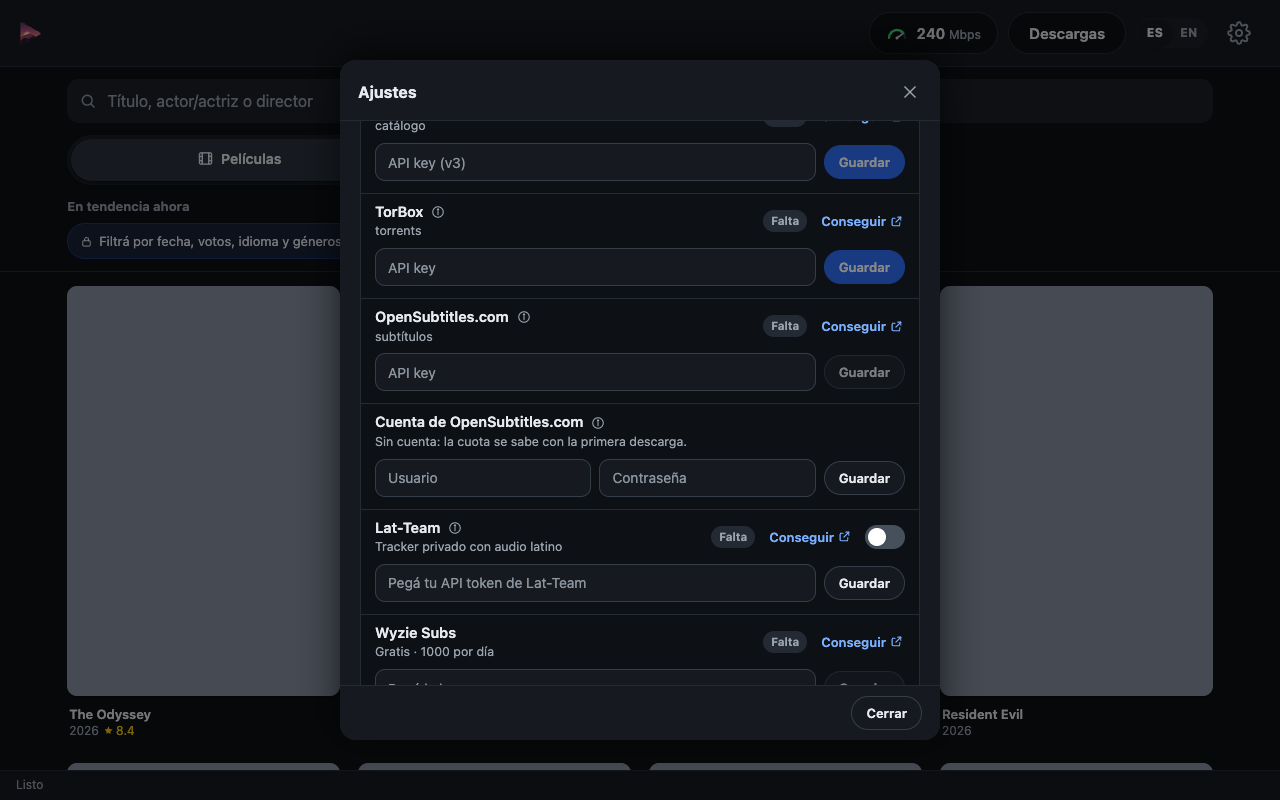 240 Mbps
Descargas
ES EN
Ajustes
Título, actor/actriz o director
Películas
En tendencia ahora
Filtrá por fecha, votos, idioma y géneros
catálogo
API key (v3)
Guardar
TorBox
Falta
Conseguir
torrents
API key
Guardar
OpenSubtitles.com
Falta
Conseguir
subtítulos
API key
Guardar
Cuenta de OpenSubtitles.com
Sin cuenta: la cuota se sabe con la primera descarga.
Usuario
Contraseña
Guardar
Lat-Team
Falta
Conseguir
Tracker privado con audio latino
Pegá tu API token de Lat-Team
Guardar
Wyzie Subs
Falta
Conseguir
Gratis · 1000 por día
Cerrar
The Odyssey
2026 ★ 8.4
Resident Evil
2026
Listo